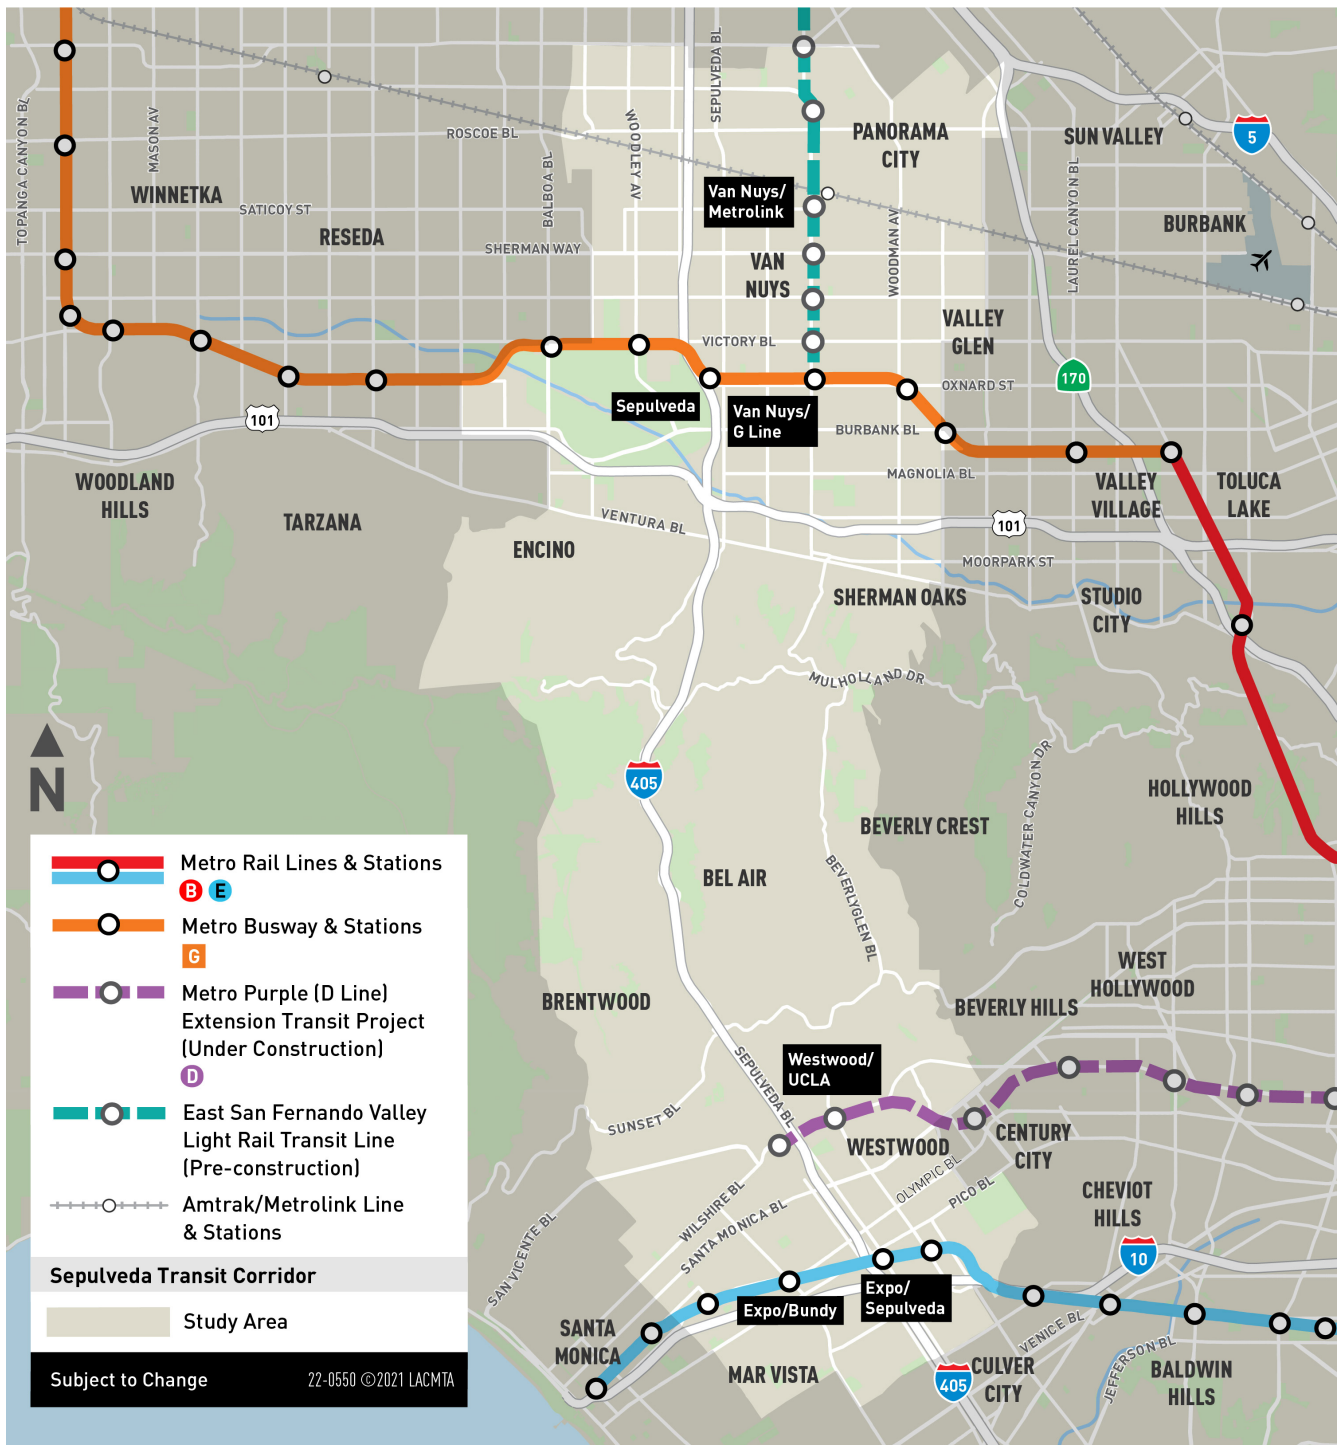 TOPANGA CANYON BL
MASON AV
WINNETKA
ROSCOE BL
SATICOY ST
RESEDA
BALBOA BL
SHERMAN WAY
WOODLEY AV
SEPULVEDA BL
PANORAMA
CITY
SUN VALLEY
5
Van Nuys/
Metrolink
WOODMAN AV
LAUREL CANYON BL
BURBANK
VAN
NUYS
VICTORY BL
VALLEY
GLEN
170
OXNARD ST
Sepulveda
Van Nuys/
G Line
BURBANK BL
MAGNOLIA BL
101
WOODLAND
HILLS
TARZANA
VALLEY
VILLAGE
TOLUCA
LAKE
VENTURA BL
101
ENCINO
MOORPARK ST
SHERMAN OAKS
STUDIO
CITY
MULHOLLAND DR
N
405
COLDWATER CANYON DR
HOLLYWOOD
HILLS
BEVERLY CREST
BEL AIR
BEVERLY GLEN BL
WEST
HOLLYWOOD
BRENTWOOD
BEVERLY HILLS
SEPULVEDA BL
Westwood/
UCLA
SUNSET BL
WESTWOOD
CENTURY
CITY
OLYMPIC BL
PICO BL
CHEVIOT
HILLS
WILSHIRE BL
SANTA MONICA BL
SAN VICENTE BL
10
Expo/Bundy
Expo/
Sepulveda
SANTA
MONICA
VENICE BL
JEFFERSON BL
MAR VISTA
405
CULVER
CITY
BALDWIN
HILLS
Metro Rail Lines & Stations
B E
Metro Busway & Stations
G
Metro Purple (D Line)
Extension Transit Project
(Under Construction)
D
East San Fernando Valley
Light Rail Transit Line
(Pre-construction)
Amtrak/Metrolink Line
& Stations
Sepulveda Transit Corridor
Study Area
Subject to Change
22-0550 ©2021 LACMTA